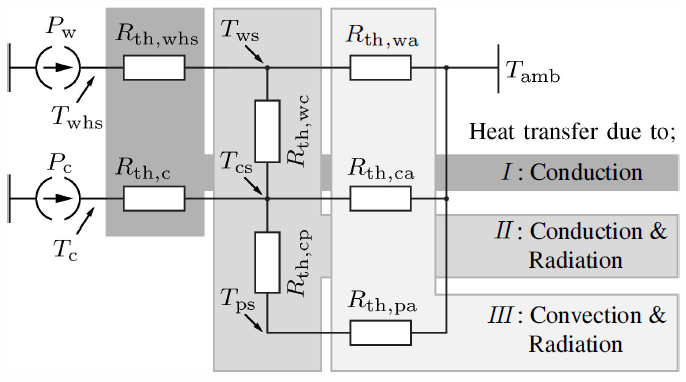 P_w
R_th,whs
T_ws
R_th,wa
T_amb
T_whs
R_th,wc
Heat transfer due to;
P_c
R_th,c
T_cs
R_th,ca
I : Conduction
T_c
R_th,cp
II : Conduction &
Radiation
T_ps
R_th,pa
III : Convection &
Radiation